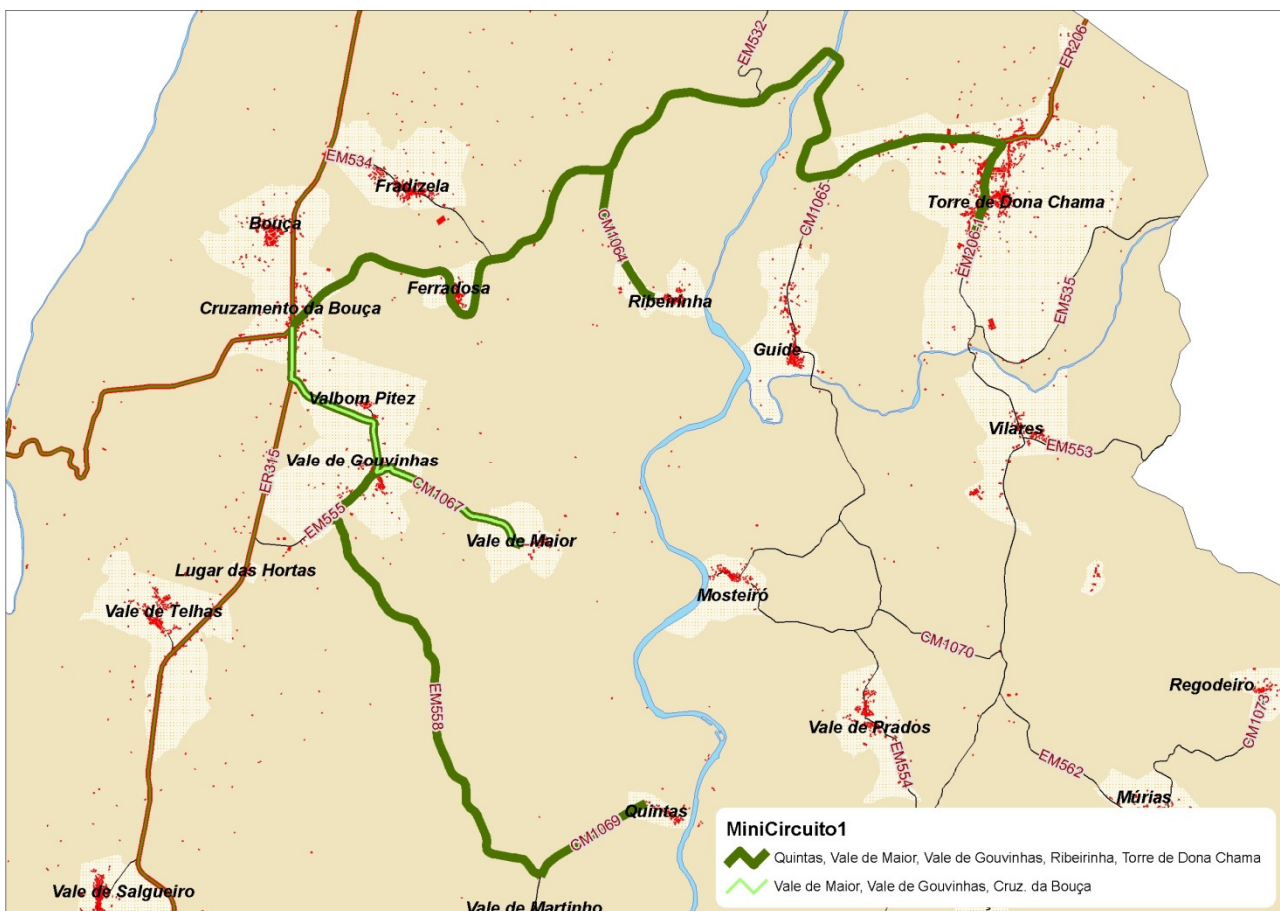 EM532
ER206
EM534
Fradizela
CM1065
Torre de Dona Chama
Bouça
CM1064
EM206-1
EM535
Ferradosa
Ribeirinha
Cruzamento da Bouça
Guide
Valbom Pitez
Vilares
EM553
ER315
Vale de Gouvinhas
CM1067
EM555
Vale de Maior
Lugar das Hortas
Mosteiró
Vale de Telhas
CM1070
EM558
Regodeiro
CM1073
Vale de Prados
EM554
EM562
Múrias
Quintas
CM1069
MiniCircuito1
Quintas, Vale de Maior, Vale de Gouvinhas, Ribeirinha, Torre de Dona Chama
Vale de Maior, Vale de Gouvinhas, Cruz. da Bouça
Vale de Salgueiro
Vale de Martinho